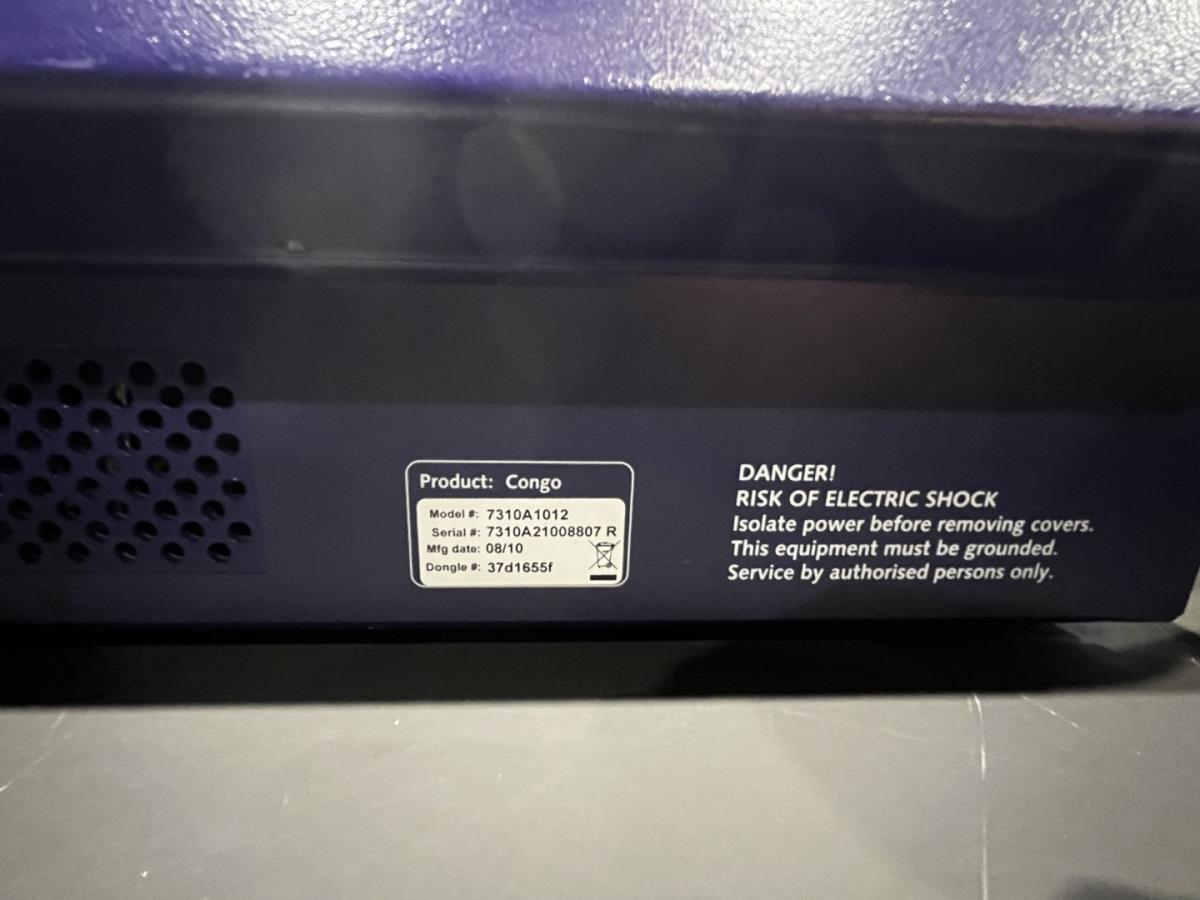 Product: Congo
Model #: 7310A1012
Serial #: 7310A21008807 R
Mfg date: 08/10
Dongle #: 37d1655f
DANGER!
RISK OF ELECTRIC SHOCK
Isolate power before removing covers.
This equipment must be grounded.
Service by authorised persons only.